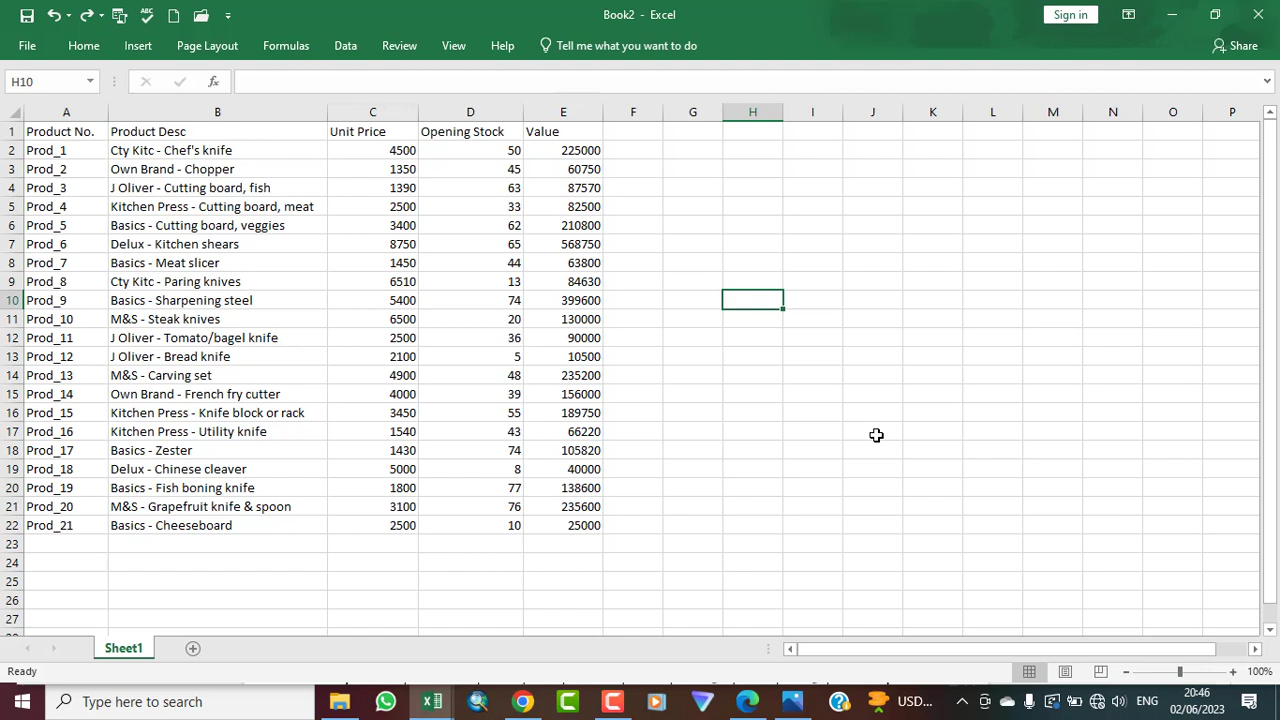 Book2 - Excel
Sign in
File Home Insert Page Layout Formulas Data Review View Help Tell me what you want to do Share
H10 fx
A B C D E F G H I J K L M N O P
1 Product No. Product Desc Unit Price Opening Stock Value
2 Prod_1 Cty Kitc - Chef's knife 4500 50 225000
3 Prod_2 Own Brand - Chopper 1350 45 60750
4 Prod_3 J Oliver - Cutting board, fish 1390 63 87570
5 Prod_4 Kitchen Press - Cutting board, meat 2500 33 82500
6 Prod_5 Basics - Cutting board, veggies 3400 62 210800
7 Prod_6 Delux - Kitchen shears 8750 65 568750
8 Prod_7 Basics - Meat slicer 1450 44 63800
9 Prod_8 Cty Kitc - Paring knives 6510 13 84630
10 Prod_9 Basics - Sharpening steel 5400 74 399600
11 Prod_10 M&S - Steak knives 6500 20 130000
12 Prod_11 J Oliver - Tomato/bagel knife 2500 36 90000
13 Prod_12 J Oliver - Bread knife 2100 5 10500
14 Prod_13 M&S - Carving set 4900 48 235200
15 Prod_14 Own Brand - French fry cutter 4000 39 156000
16 Prod_15 Kitchen Press - Knife block or rack 3450 55 189750
17 Prod_16 Kitchen Press - Utility knife 1540 43 66220
18 Prod_17 Basics - Zester 1430 74 105820
19 Prod_18 Delux - Chinese cleaver 5000 8 40000
20 Prod_19 Basics - Fish boning knife 1800 77 138600
21 Prod_20 M&S - Grapefruit knife & spoon 3100 76 235600
22 Prod_21 Basics - Cheeseboard 2500 10 25000
23
24
25
26
27
Sheet1
Ready 100%
Type here to search USD... ENG 20:46
02/06/2023